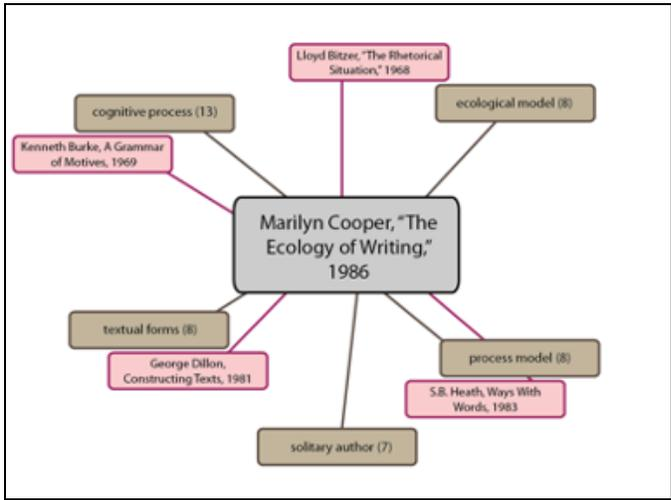 Lloyd Bitzer, "The Rhetorical
Situation," 1968
ecological model (8)
cognitive process (13)
Kenneth Burke, A Grammar
of Motives, 1969
Marilyn Cooper, "The
Ecology of Writing,"
1986
textual forms (8)
George Dillon,
Constructing Texts, 1981
process model (8)
S.B. Heath, Ways With
Words, 1983
solitary author (7)